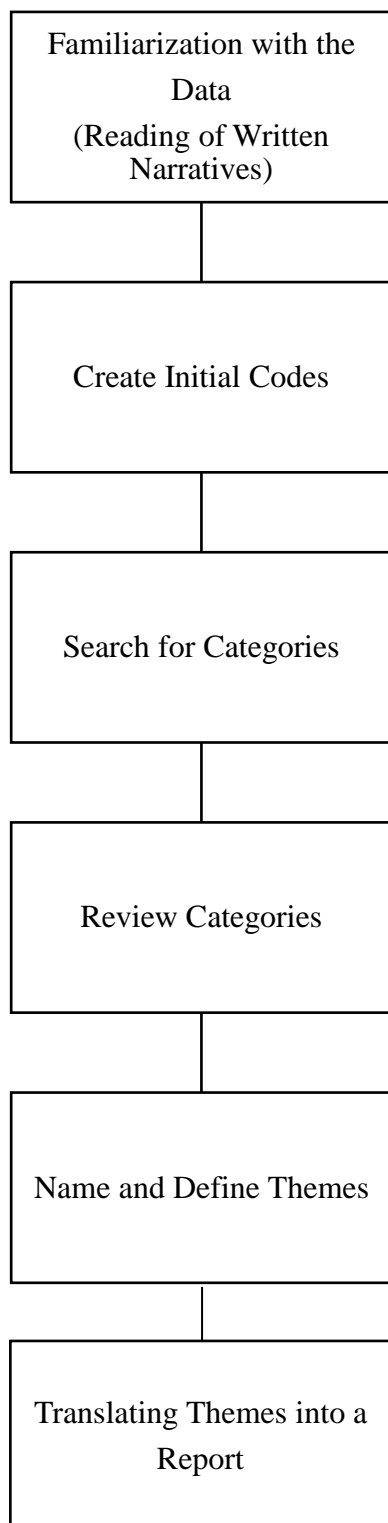 Familiarization with the
Data
(Reading of Written
Narratives)
Create Initial Codes
Search for Categories
Review Categories
Name and Define Themes
Translating Themes into a
Report